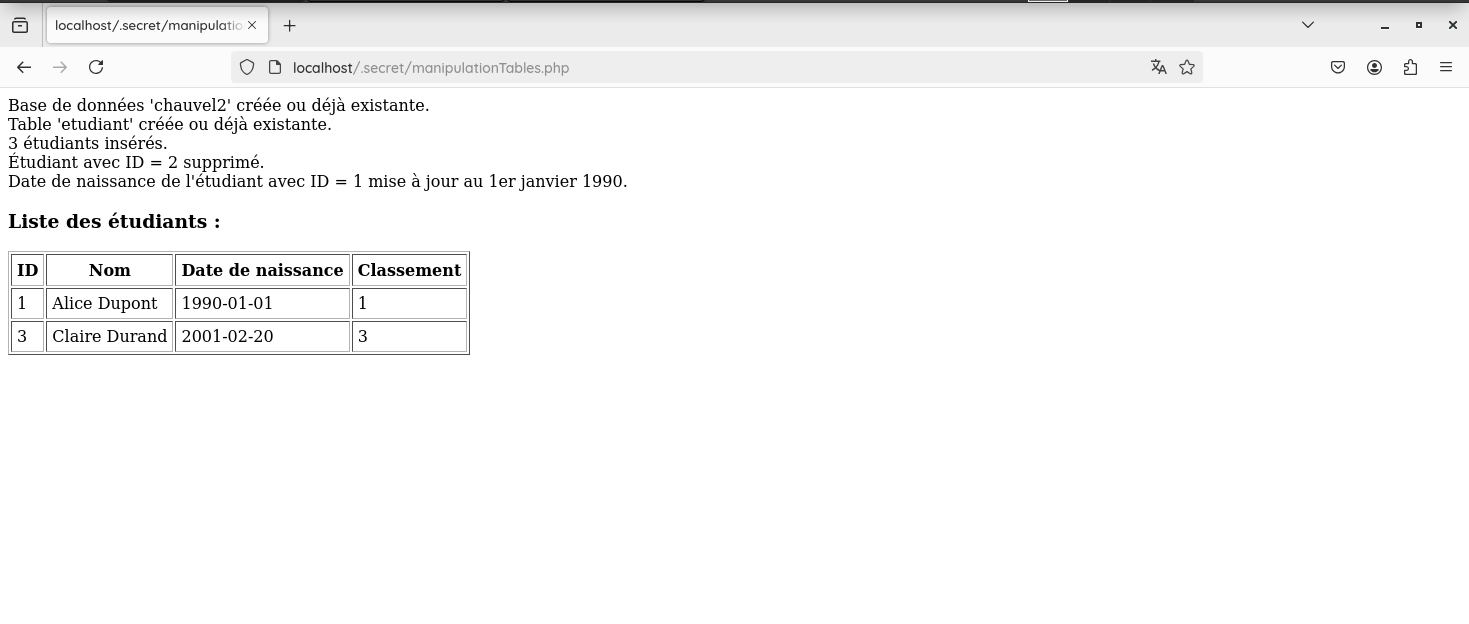 localhost/.secret/manipulatio
localhost/.secret/manipulationTables.php
Base de données 'chauvel2' créée ou déjà existante.
Table 'etudiant' créée ou déjà existante.
3 étudiants insérés.
Étudiant avec ID = 2 supprimé.
Date de naissance de l'étudiant avec ID = 1 mise à jour au 1er janvier 1990.
Liste des étudiants :
ID Nom Date de naissance Classement
1 Alice Dupont 1990-01-01 1
3 Claire Durand 2001-02-20 3